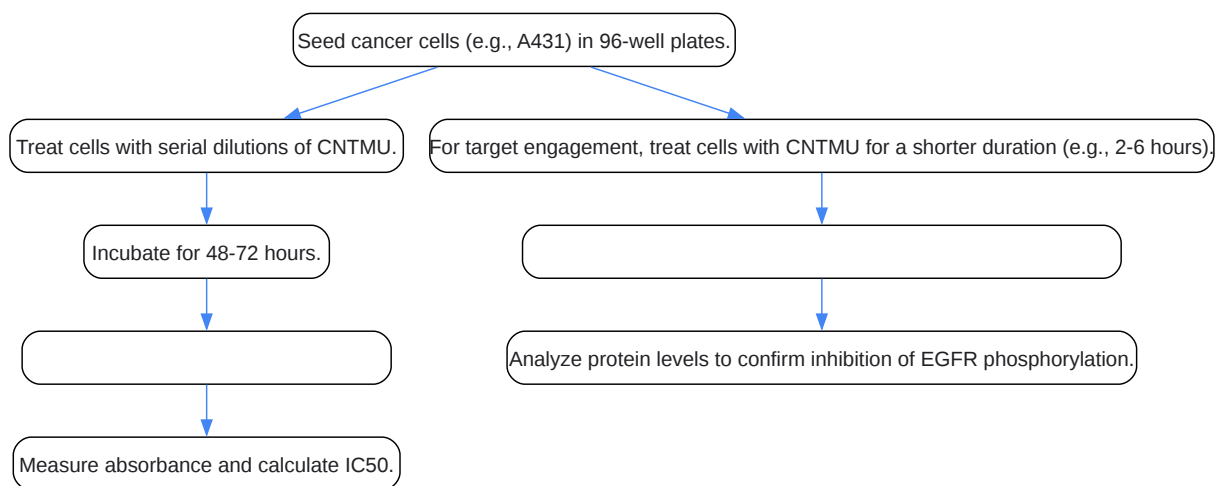 Seed cancer cells (e.g., A431) in 96-well plates.
Treat cells with serial dilutions of CNTMU.
For target engagement, treat cells with CNTMU for a shorter duration (e.g., 2-6 hours).
Incubate for 48-72 hours.
Analyze protein levels to confirm inhibition of EGFR phosphorylation.
Measure absorbance and calculate IC50.